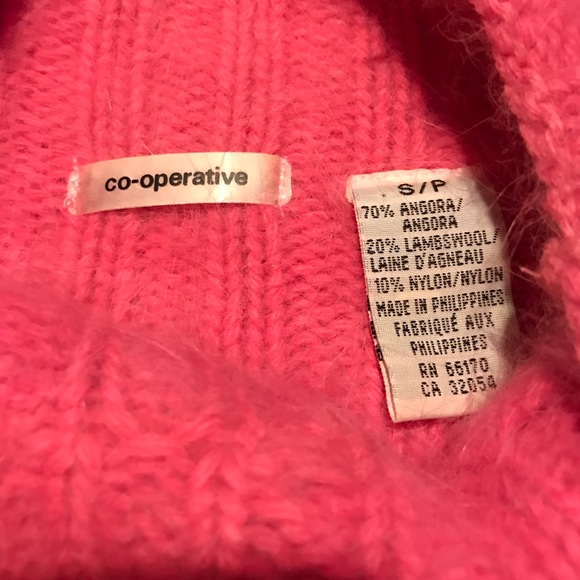 co-operative
S/P
70% ANGORA/
ANGORA
20% LAMBSWOOL/
LAINE D'AGNEAU
10% NYLON/NYLON
MADE IN PHILIPPINES
FABRIQUÉ AUX
PHILIPPINES
RN 66170
CA 32054